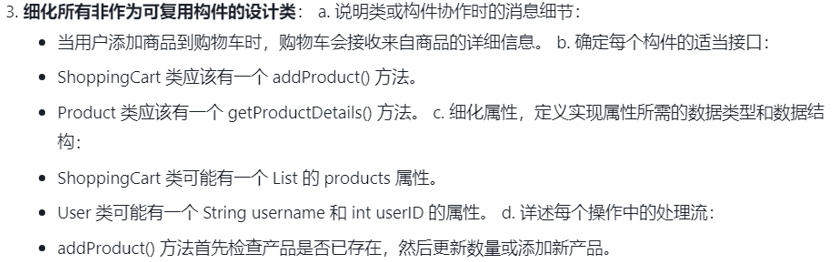 3. 细化所有非作为可复用构件的设计类： a. 说明类或构件协作时的消息细节：
• 当用户添加商品到购物车时，购物车会接收来自商品的详细信息。 b. 确定每个构件的适当接口：
• ShoppingCart 类应该有一个 addProduct() 方法。
• Product 类应该有一个 getProductDetails() 方法。 c. 细化属性，定义实现属性所需的数据类型和数据结
构：
• ShoppingCart 类可能有一个 List 的 products 属性。
• User 类可能有一个 String username 和 int userID 的属性。 d. 详述每个操作中的处理流：
• addProduct() 方法首先检查产品是否已存在，然后更新数量或添加新产品。